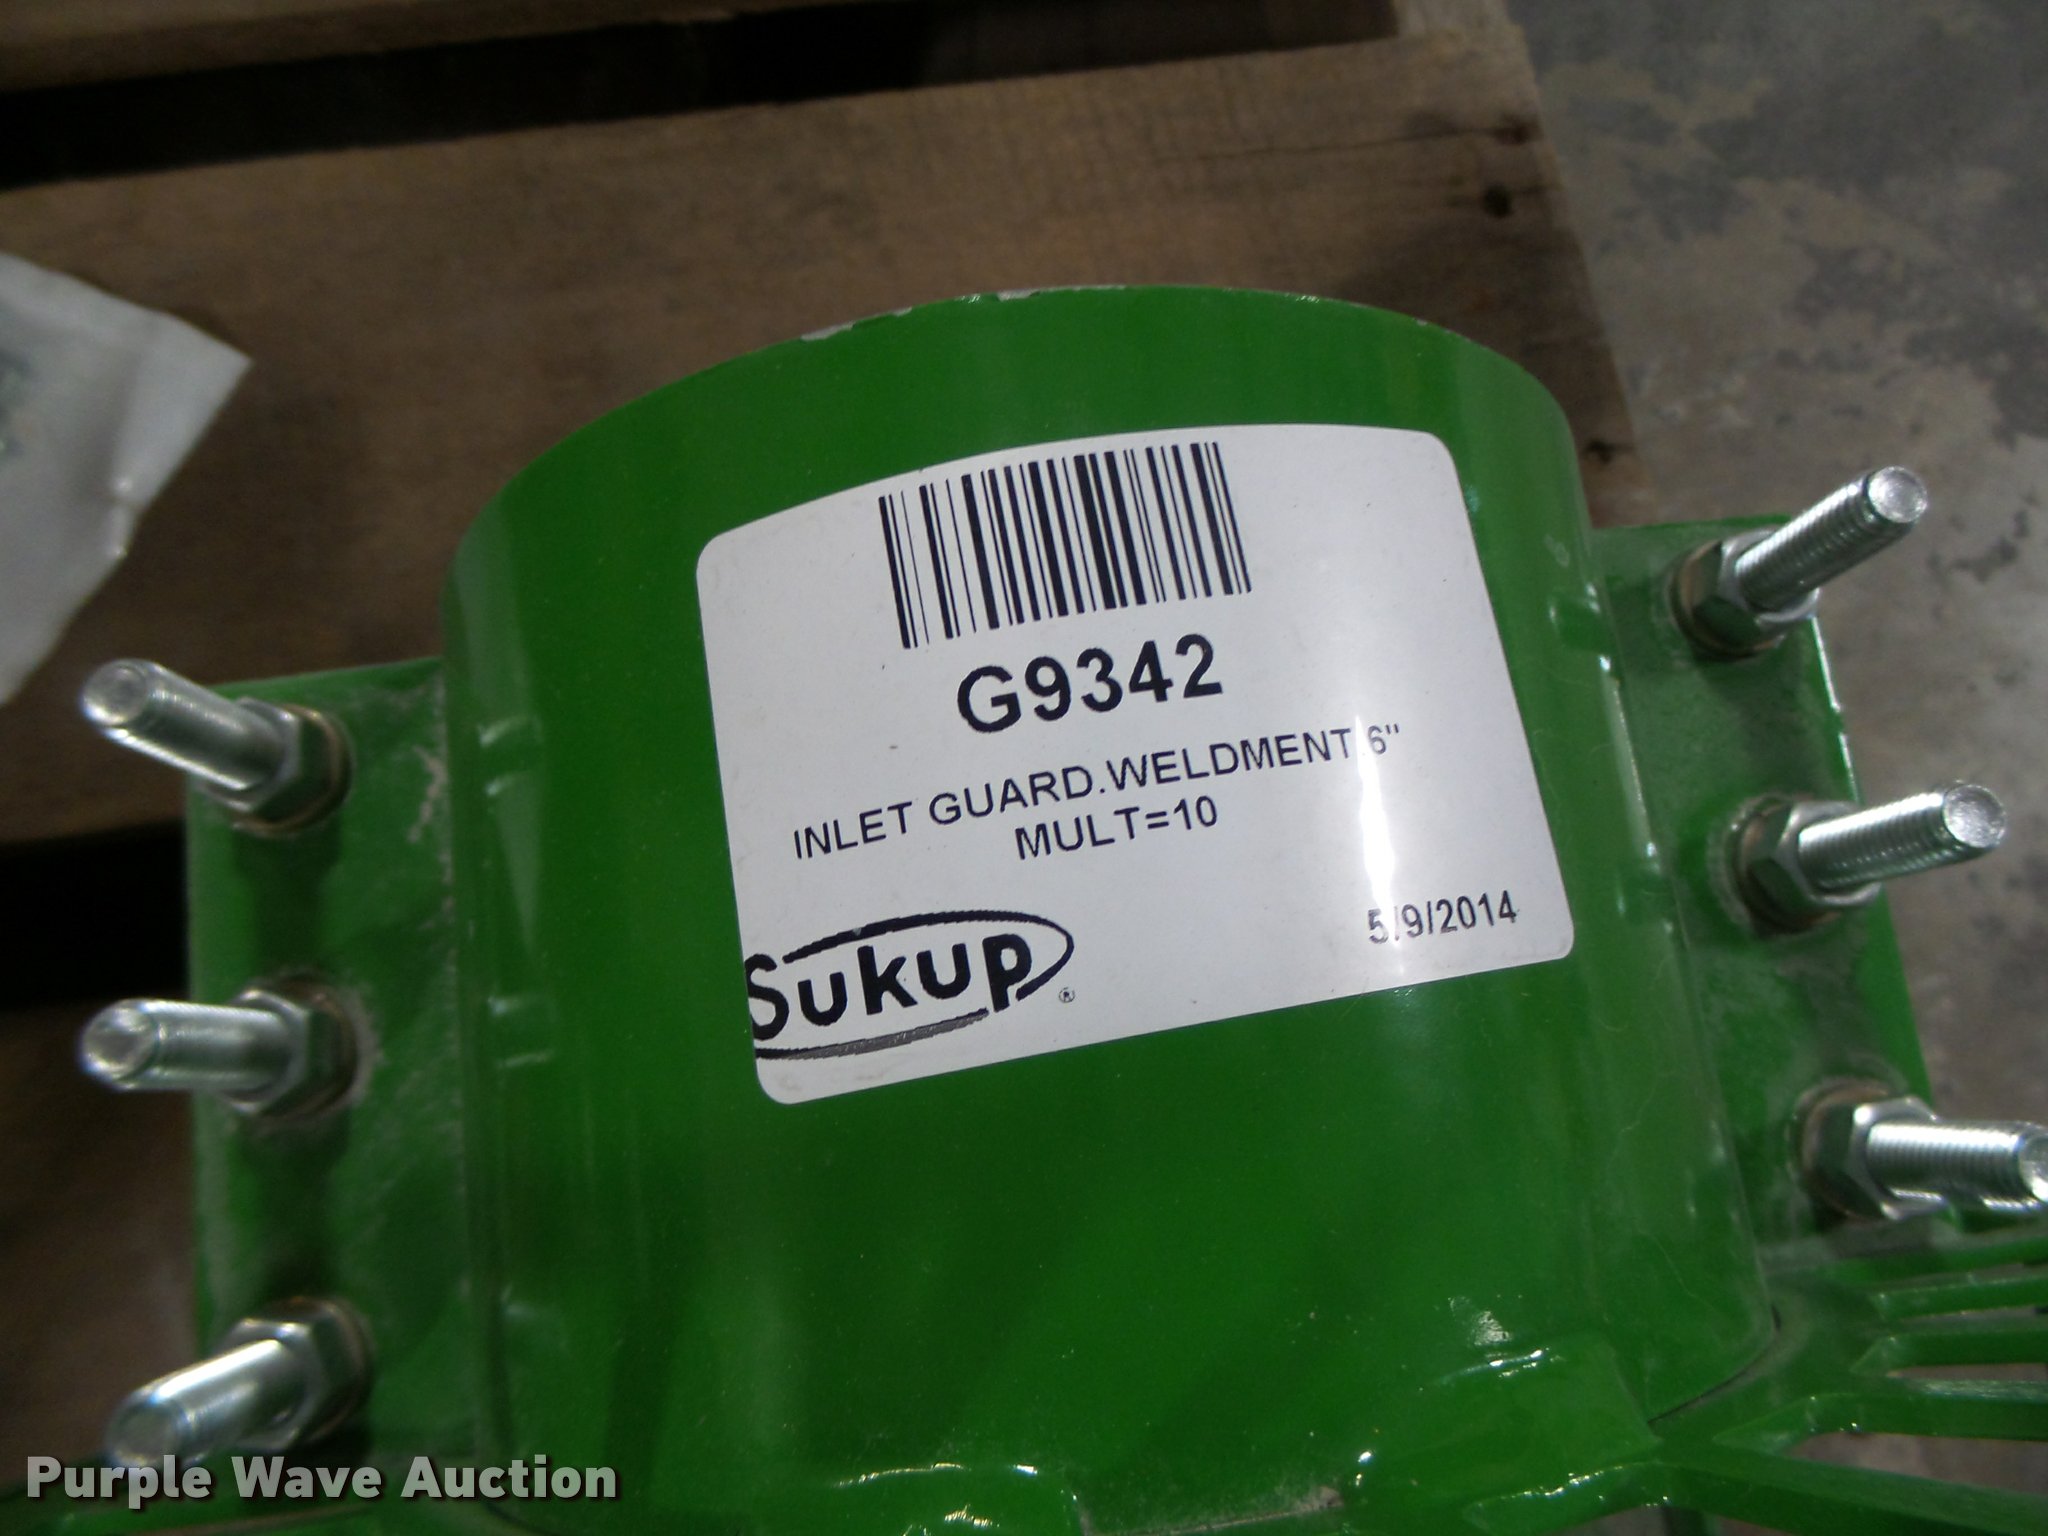 G9342
INLET GUARD.WELDMENT.6"
MULT=10
5/9/2014
Sukup®
Purple Wave Auction